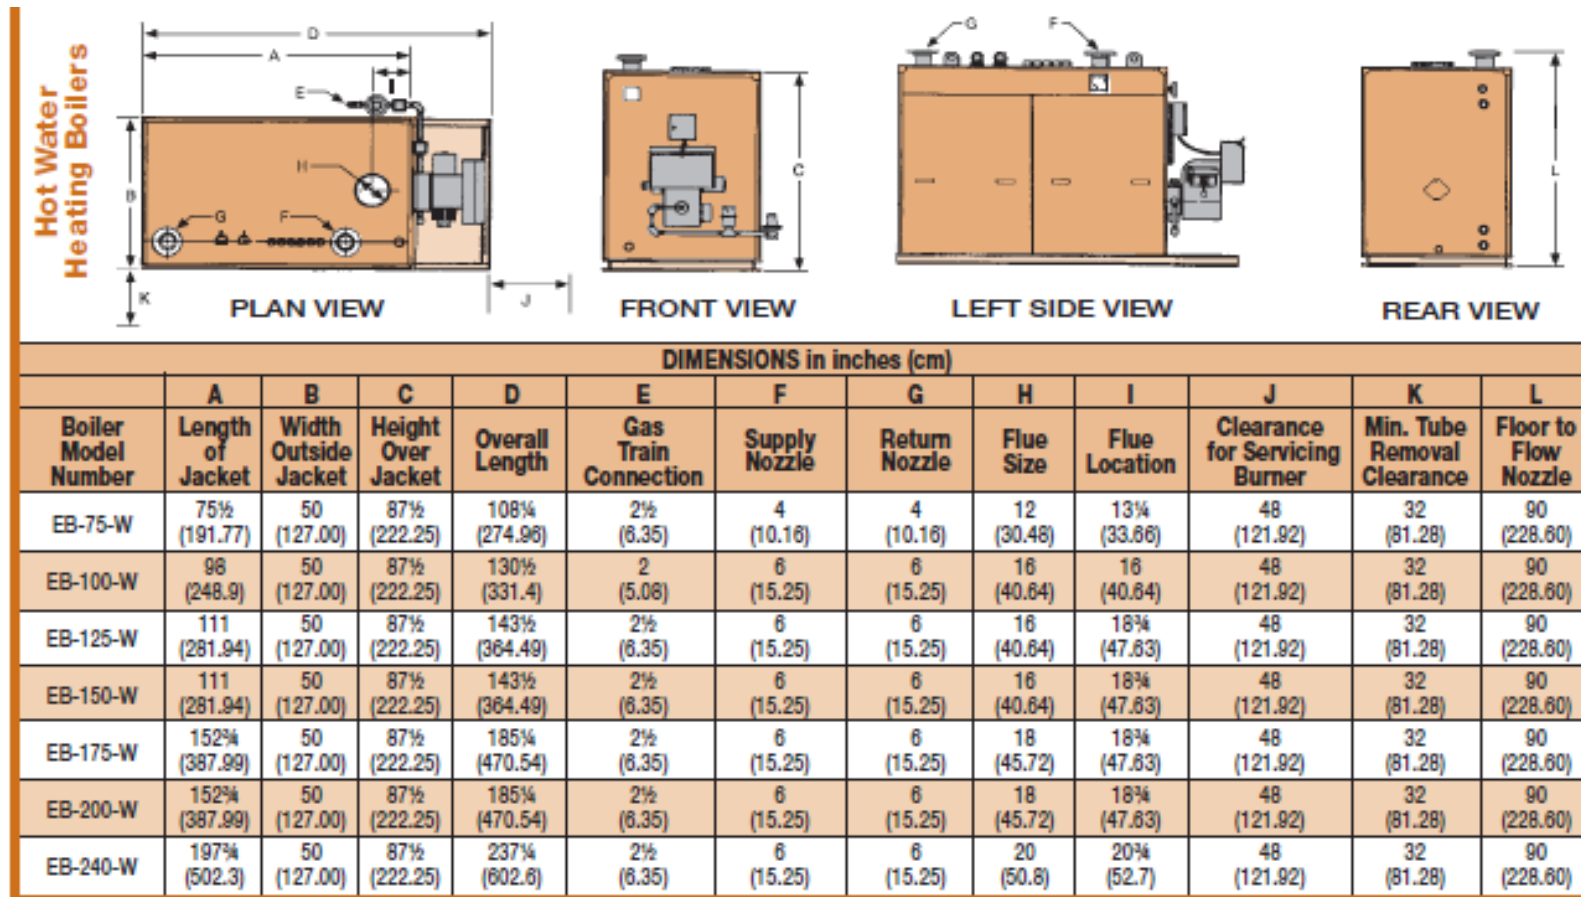 Hot Water
Heating Boilers
D
A
I
E
H
B
G
F
K
J
PLAN VIEW
C
FRONT VIEW
G
F
LEFT SIDE VIEW
L
REAR VIEW
DIMENSIONS in inches (cm)
A B C D E F G H I J K L
Boiler Model Number Length of Jacket Width Outside Jacket Height Over Jacket Overall Length Gas Train Connection Supply Nozzle Return Nozzle Flue Size Flue Location Clearance for Servicing Burner Min. Tube Removal Clearance Floor to Flow Nozzle
EB-75-W 75½ (191.77) 50 (127.00) 87½ (222.25) 108¼ (274.96) 2½ (6.35) 4 (10.16) 4 (10.16) 12 (30.48) 13¼ (33.66) 48 (121.92) 32 (81.28) 90 (228.60)
EB-100-W 98 (248.9) 50 (127.00) 87½ (222.25) 130½ (331.4) 2 (5.08) 6 (15.25) 6 (15.25) 16 (40.64) 16 (40.64) 48 (121.92) 32 (81.28) 90 (228.60)
EB-125-W 111 (281.94) 50 (127.00) 87½ (222.25) 143½ (364.49) 2½ (6.35) 6 (15.25) 6 (15.25) 16 (40.64) 18¾ (47.63) 48 (121.92) 32 (81.28) 90 (228.60)
EB-150-W 111 (281.94) 50 (127.00) 87½ (222.25) 143½ (364.49) 2½ (6.35) 6 (15.25) 6 (15.25) 16 (40.64) 18¾ (47.63) 48 (121.92) 32 (81.28) 90 (228.60)
EB-175-W 152¾ (387.99) 50 (127.00) 87½ (222.25) 185¼ (470.54) 2½ (6.35) 6 (15.25) 6 (15.25) 18 (45.72) 18¾ (47.63) 48 (121.92) 32 (81.28) 90 (228.60)
EB-200-W 152¾ (387.99) 50 (127.00) 87½ (222.25) 185¼ (470.54) 2½ (6.35) 6 (15.25) 6 (15.25) 18 (45.72) 18¾ (47.63) 48 (121.92) 32 (81.28) 90 (228.60)
EB-240-W 197¾ (502.3) 50 (127.00) 87½ (222.25) 237¼ (602.6) 2½ (6.35) 6 (15.25) 6 (15.25) 20 (50.8) 20¾ (52.7) 48 (121.92) 32 (81.28) 90 (228.60)